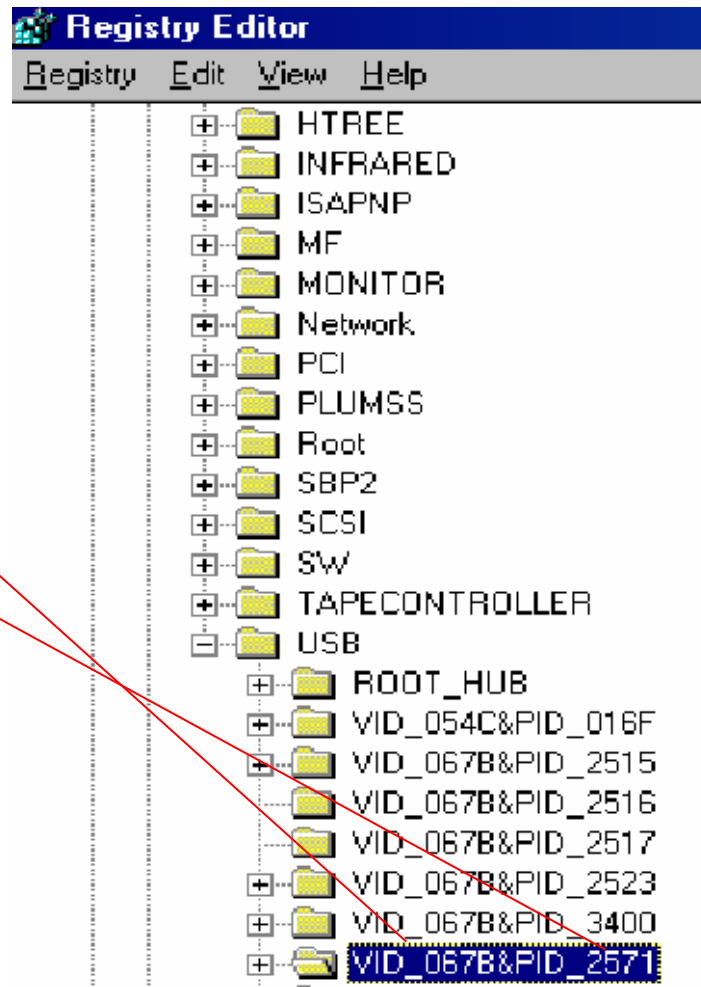 Registry Editor
Registry Edit View Help
HTREE
INFRARED
ISAPNP
MF
MONITOR
Network
PCI
PLUMSS
Root
SBP2
SCSI
SW
TAPECONTROLLER
USB
ROOT_HUB
VID_054C&PID_016F
VID_067B&PID_2515
VID_067B&PID_2516
VID_067B&PID_2517
VID_067B&PID_2523
VID_067B&PID_3400
VID_067B&PID_2571